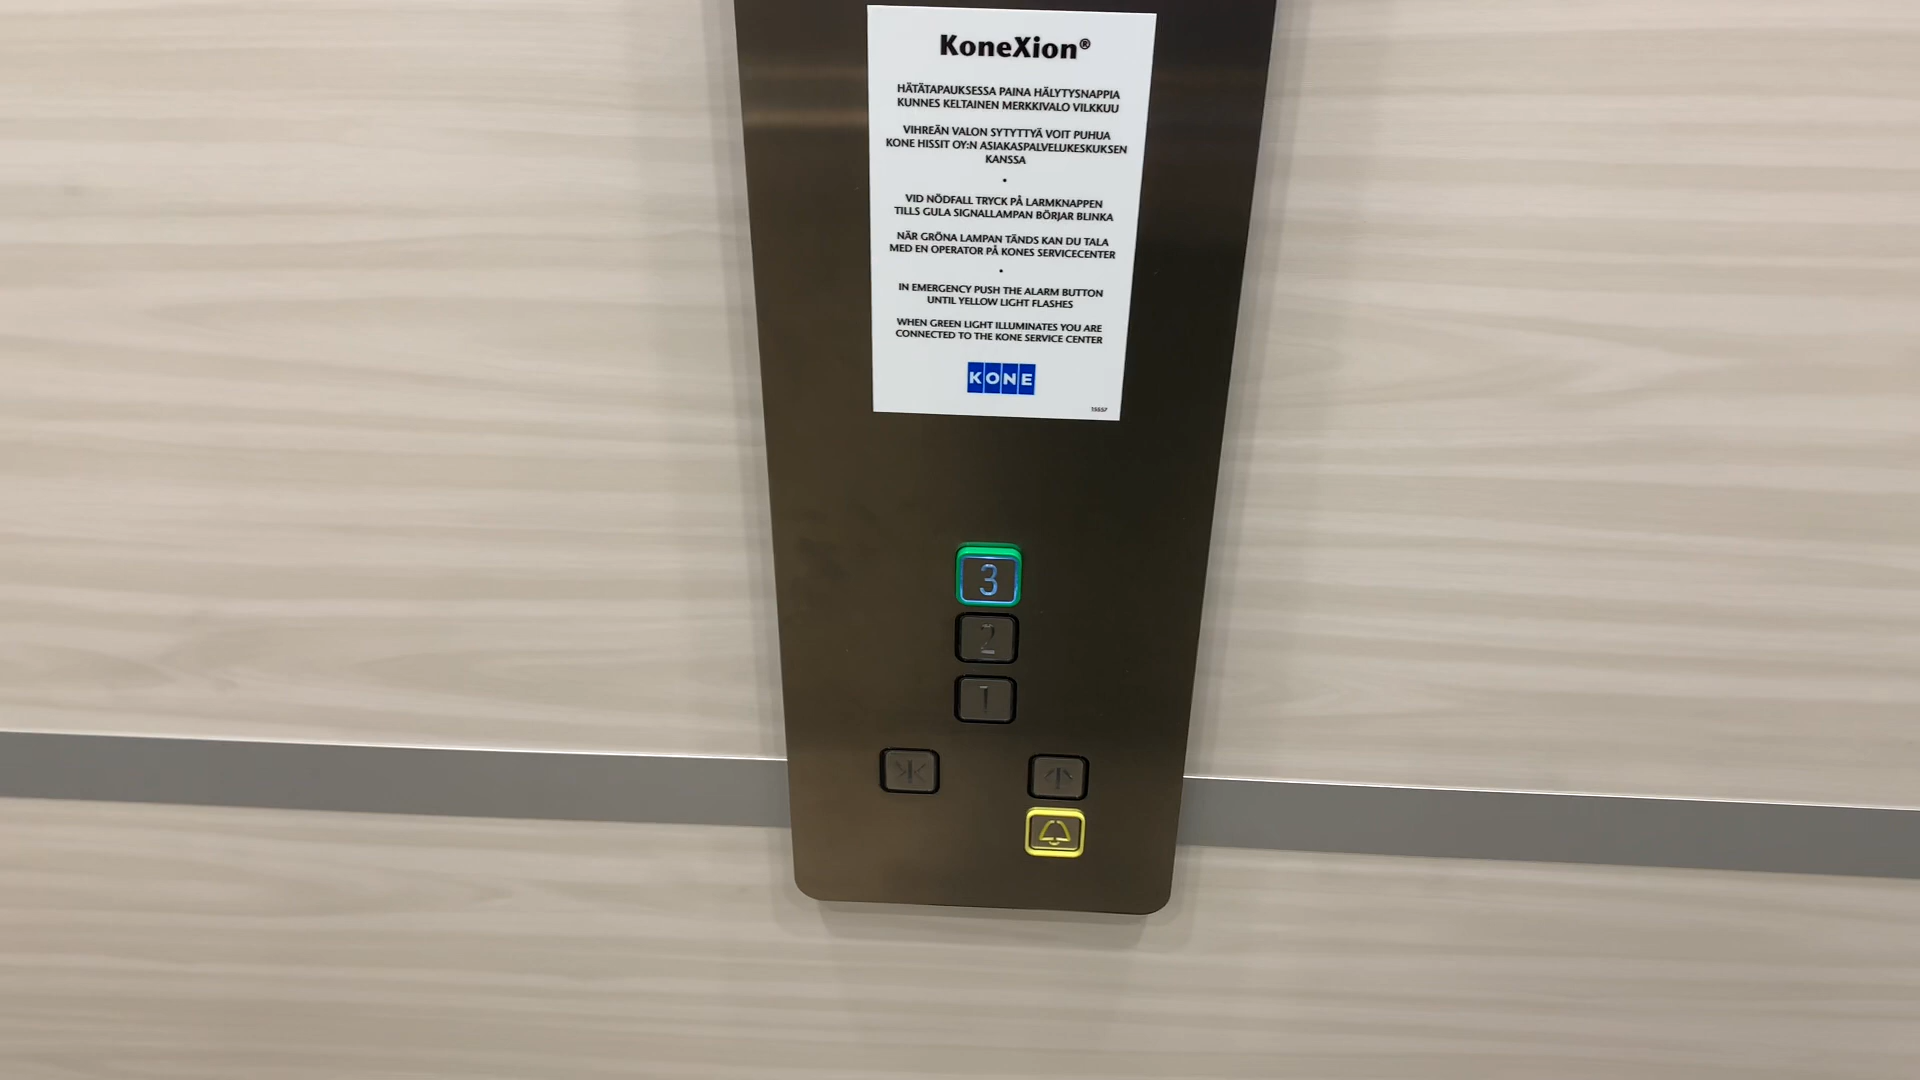 KoneXion®
HÄTÄTAPAUKSESSA PAINA HÄLYTYSNAPPIA
KUNNES KELTAINEN MERKKIVALO VILKKUU
VIHREÄN VALON SYTYTTYÄ VOIT PUHUA
KONE HISSIT OY:N ASIAKASPALVELUKESKUKSEN
KANSSA
•
VID NÖDFALL TRYCK PÅ LARMKNAPPEN
TILLS GULA SIGNALLAMPAN BÖRJAR BLINKA
NÄR GRÖNA LAMPAN TÄNDS KAN DU TALA
MED EN OPERATOR PÅ KONES SERVICECENTER
•
IN EMERGENCY PUSH THE ALARM BUTTON
UNTIL YELLOW LIGHT FLASHES
WHEN GREEN LIGHT ILLUMINATES YOU ARE
CONNECTED TO THE KONE SERVICE CENTER
KONE
3
2
1